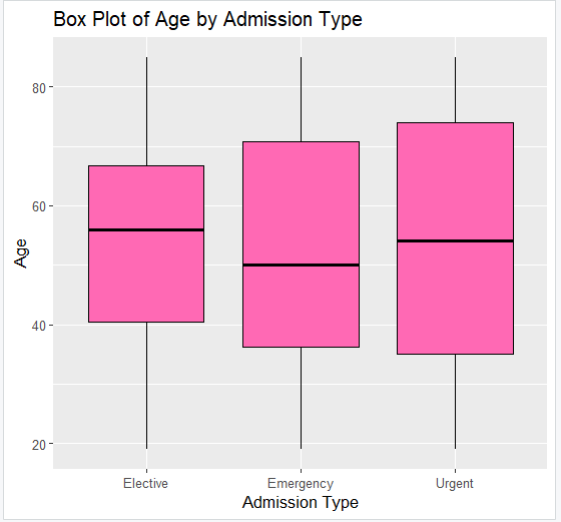 Box Plot of Age by Admission Type
80
60
40
20
Age
Elective Emergency Urgent
Admission Type